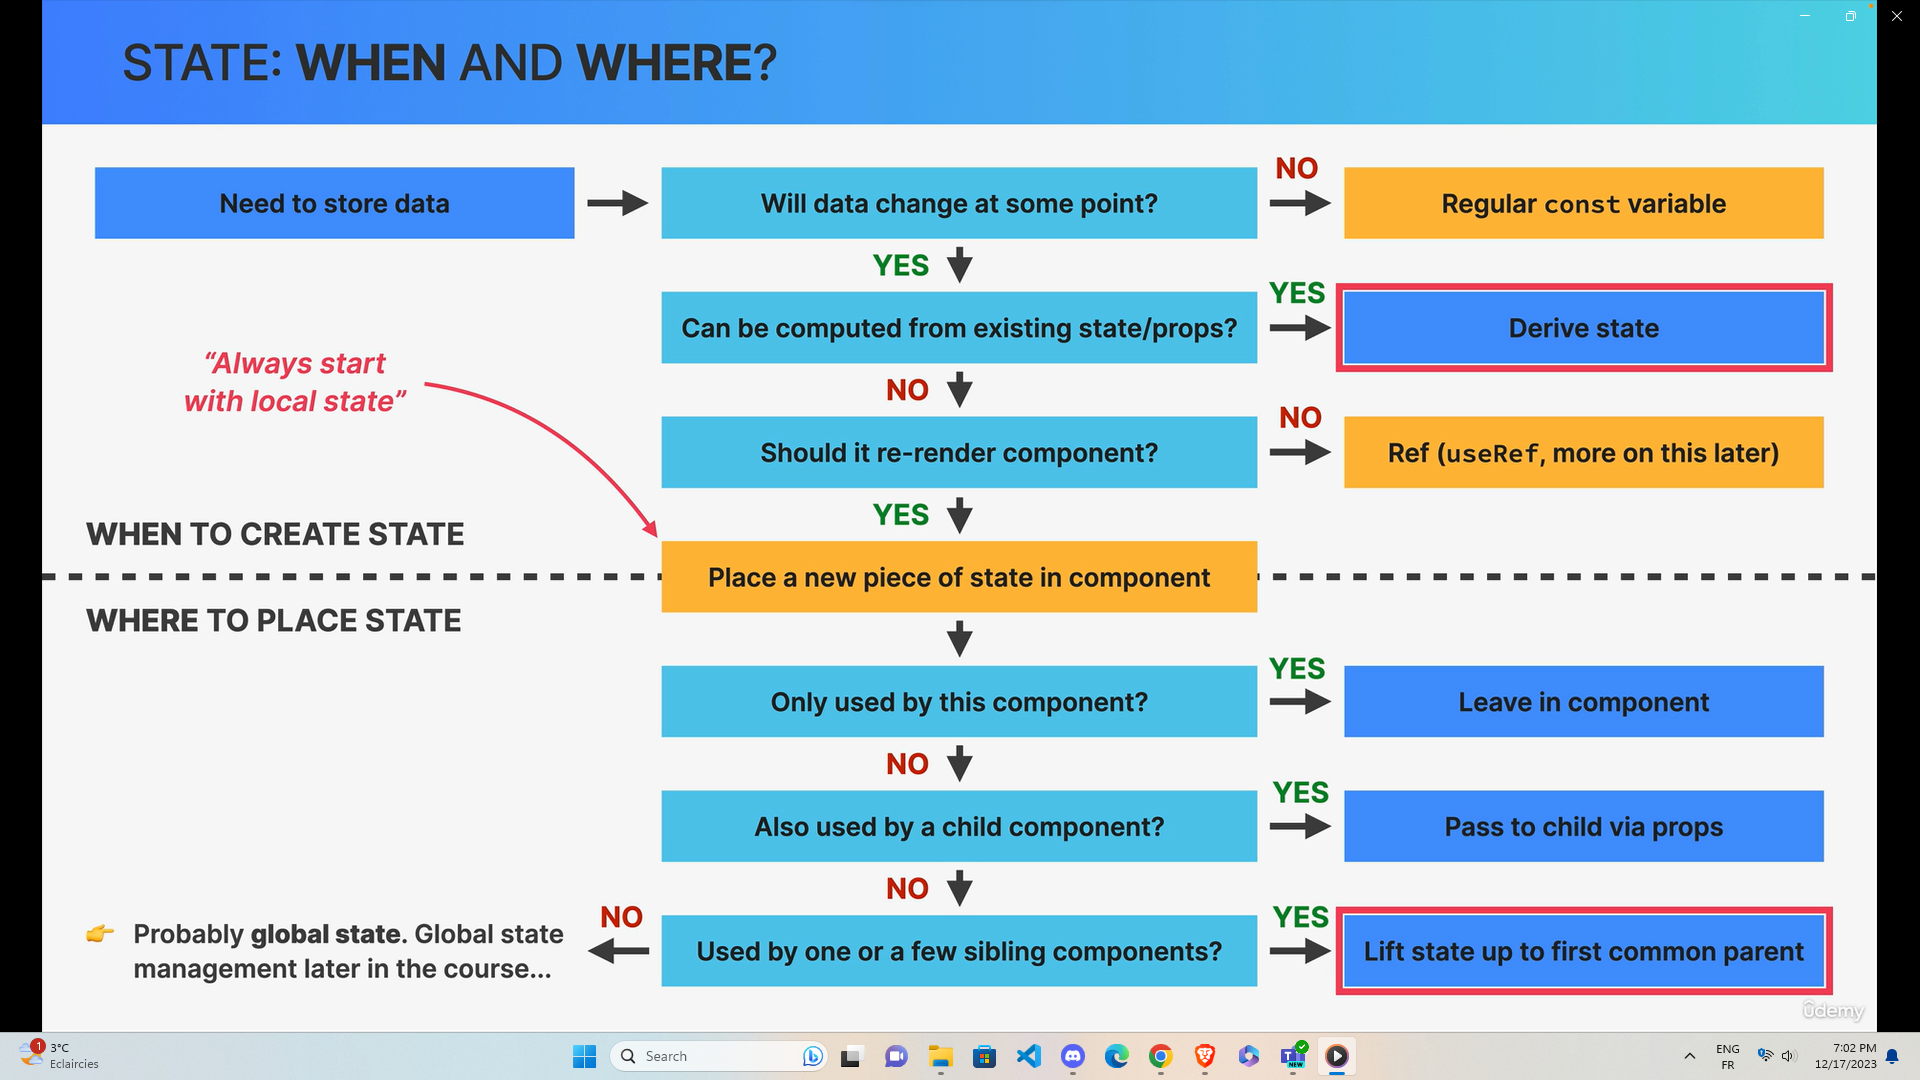 STATE: WHEN AND WHERE?
Need to store data
Will data change at some point?
NO
Regular const variable
YES
Can be computed from existing state/props?
YES
Derive state
“Always start
with local state”
NO
Should it re-render component?
NO
Ref (useRef, more on this later)
YES
WHEN TO CREATE STATE
Place a new piece of state in component
WHERE TO PLACE STATE
Only used by this component?
YES
Leave in component
NO
Also used by a child component?
YES
Pass to child via props
NO
👉 Probably global state. Global state
management later in the course...
NO
Used by one or a few sibling components?
YES
Lift state up to first common parent
ûdemy
1
3°C
Eclaircies
Search
NEW
ENG
FR
7:02 PM
12/17/2023